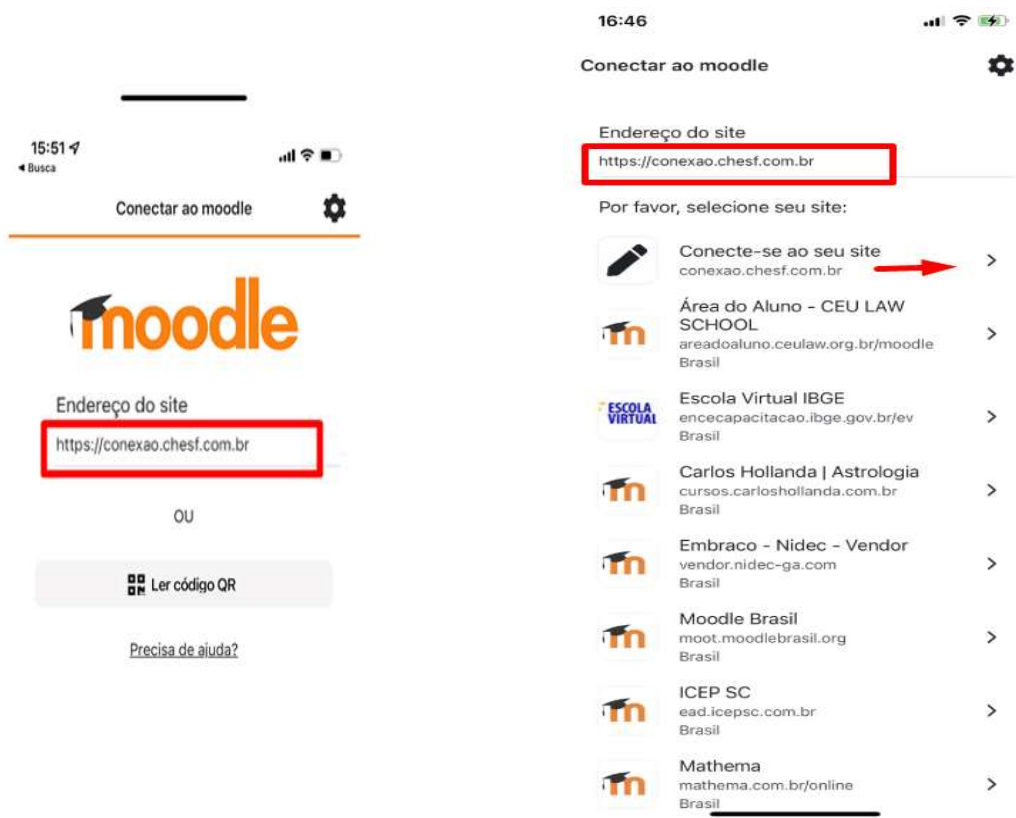 15:51
Busca
Conectar ao moodle
moodle
Endereço do site
https://conexao.chesf.com.br
OU
Ler código QR
Precisa de ajuda?
16:46
Conectar ao moodle
Endereço do site
https://conexao.chesf.com.br
Por favor, selecione seu site:
Conecte-se ao seu site
conexao.chesf.com.br
Área do Aluno - CEU LAW
SCHOOL
areadoaluno.ceulaw.org.br/moodle
Brasil
ESCOLA
VIRTUAL
Escola Virtual IBGE
encecapacitacao.ibge.gov.br/ev
Brasil
m
Carlos Hollanda | Astrologia
cursos.carloshollanda.com.br
Brasil
m
Embraco - Nidec - Vendor
vendor.nidec-ga.com
Brasil
m
Moodle Brasil
moot.moodlebrasil.org
Brasil
m
ICEP SC
ead.icepsc.com.br
Brasil
m
Mathema
mathema.com.br/online
Brasil
m